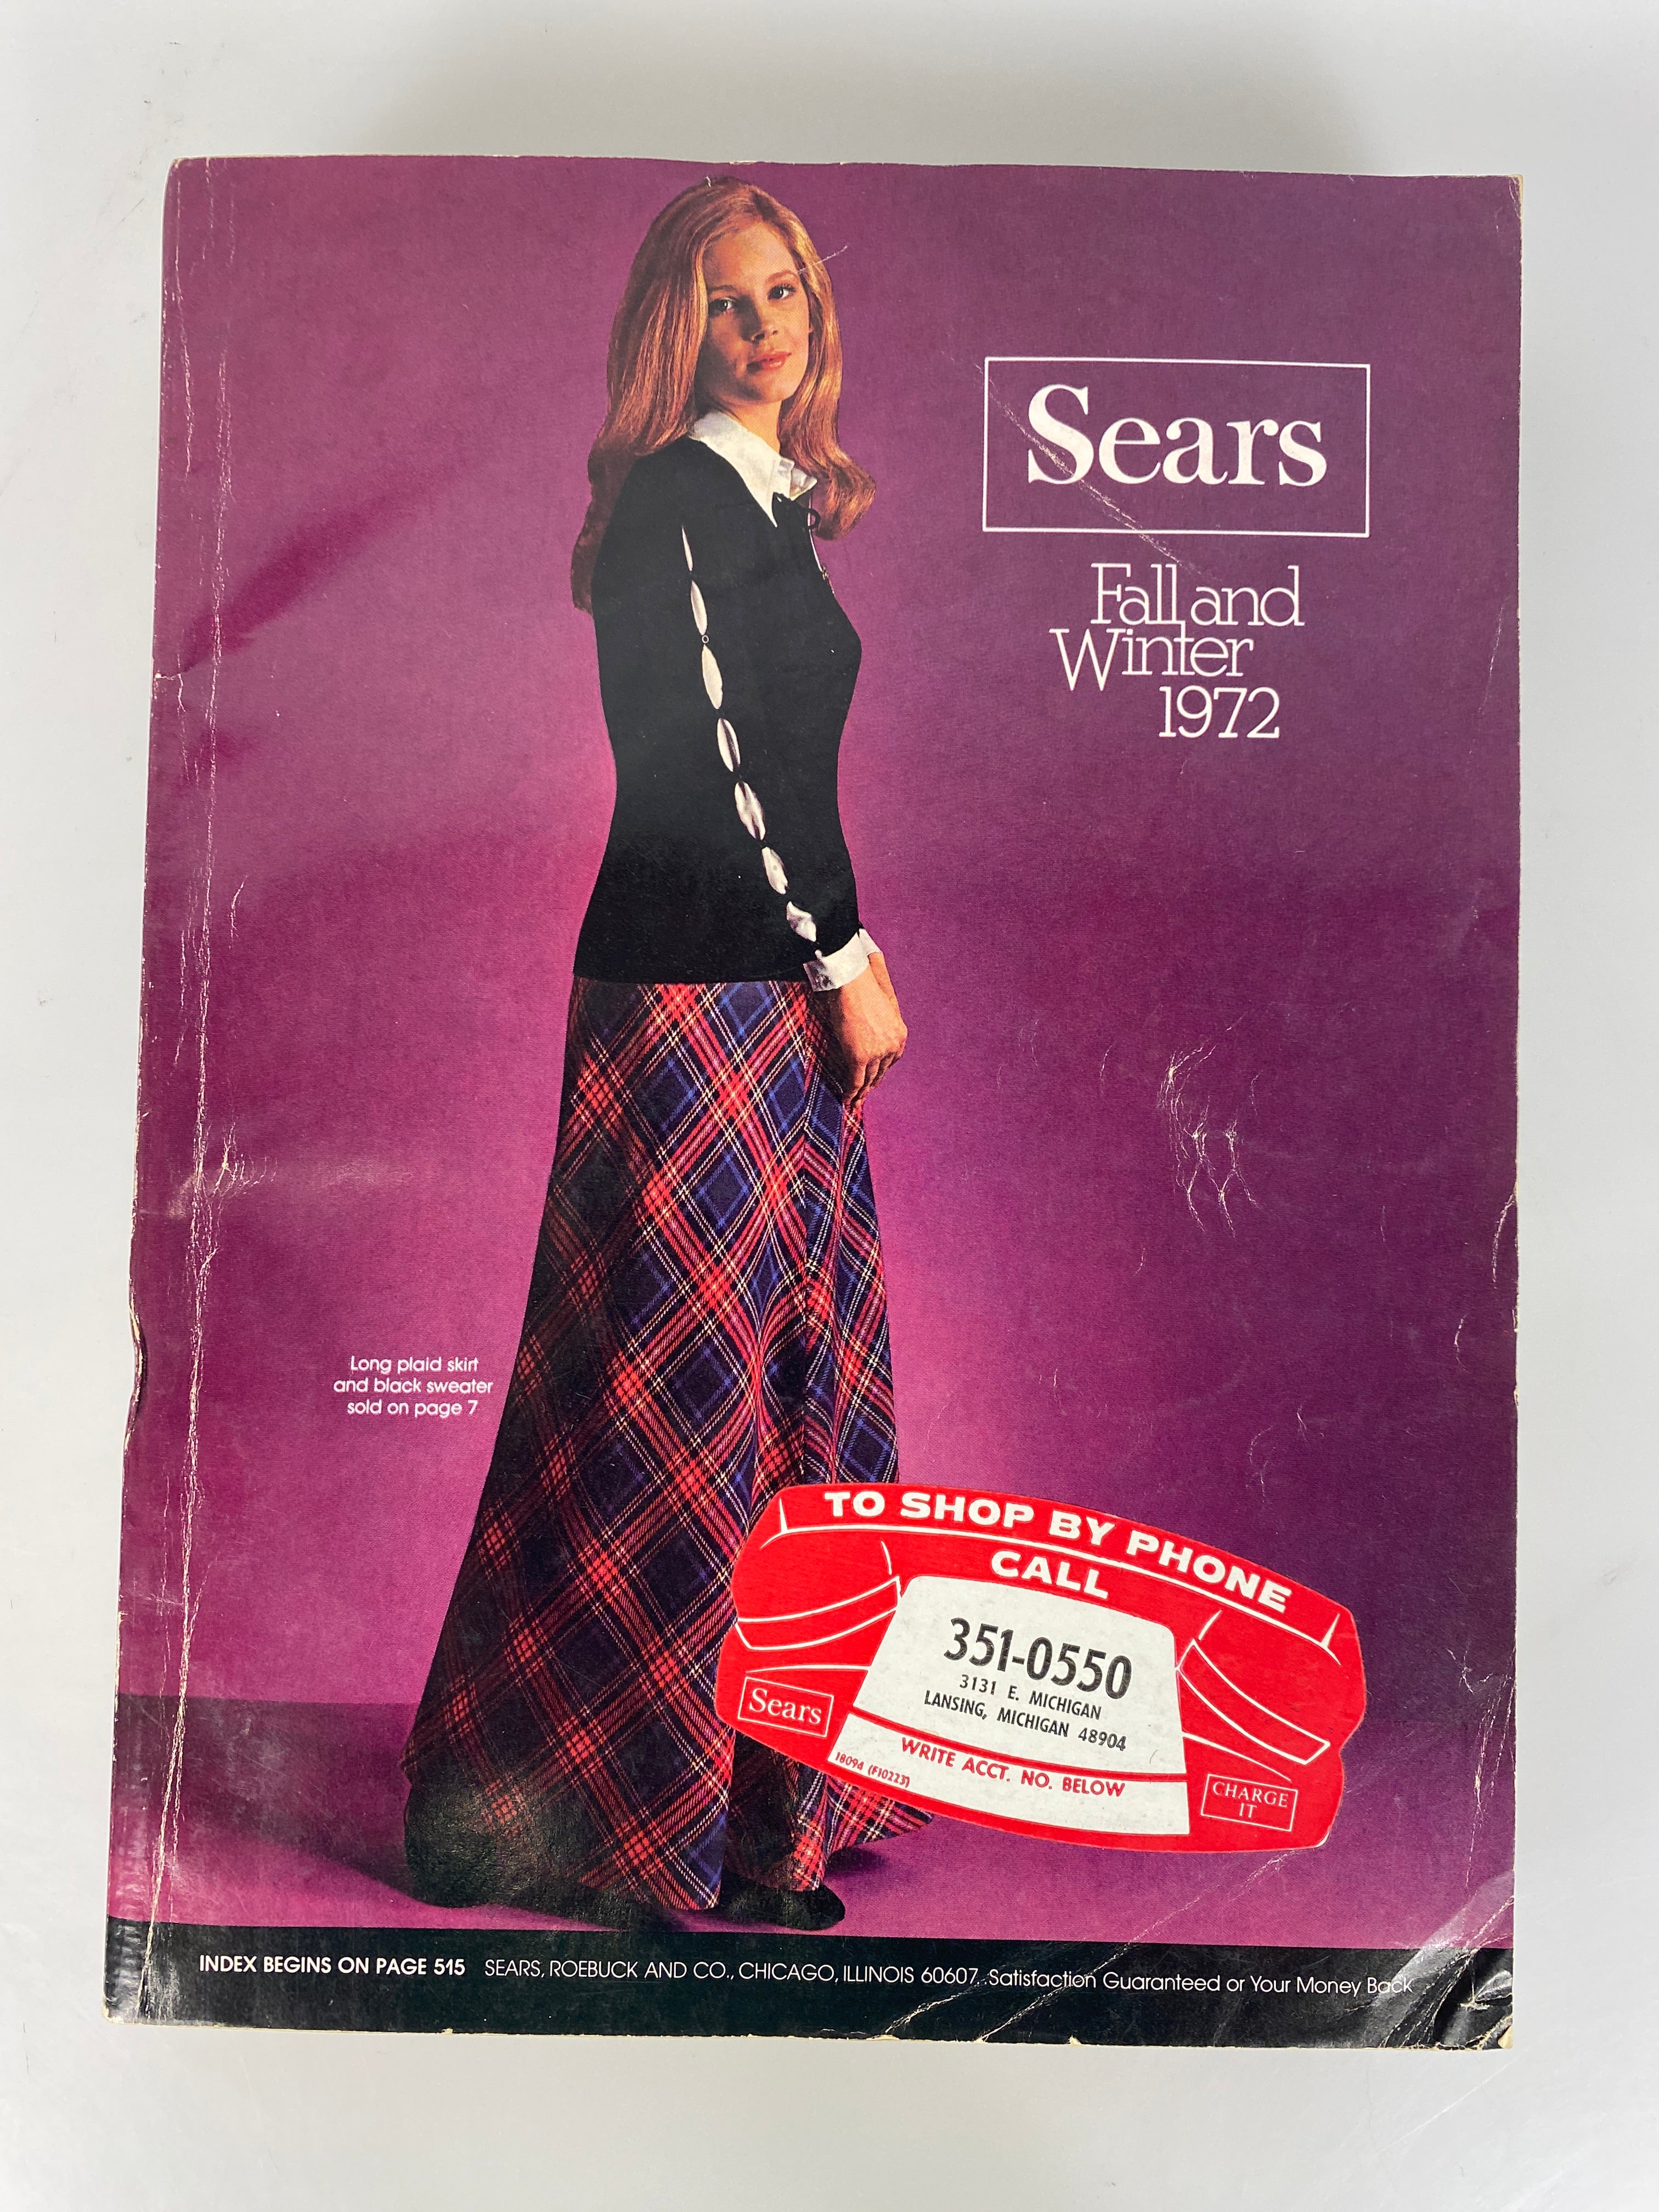 Sears
Fall and
Winter
1972
Long plaid skirt
and black sweater
sold on page 7
TO SHOP BY PHONE
CALL
351-0550
3131 E. MICHIGAN
LANSING, MICHIGAN 48904
Sears
WRITE ACCT. NO. BELOW
18094 (F10223)
CHARGE
IT
INDEX BEGINS ON PAGE 515 SEARS, ROEBUCK AND CO., CHICAGO, ILLINOIS 60607 Satisfaction Guaranteed or Your Money Back